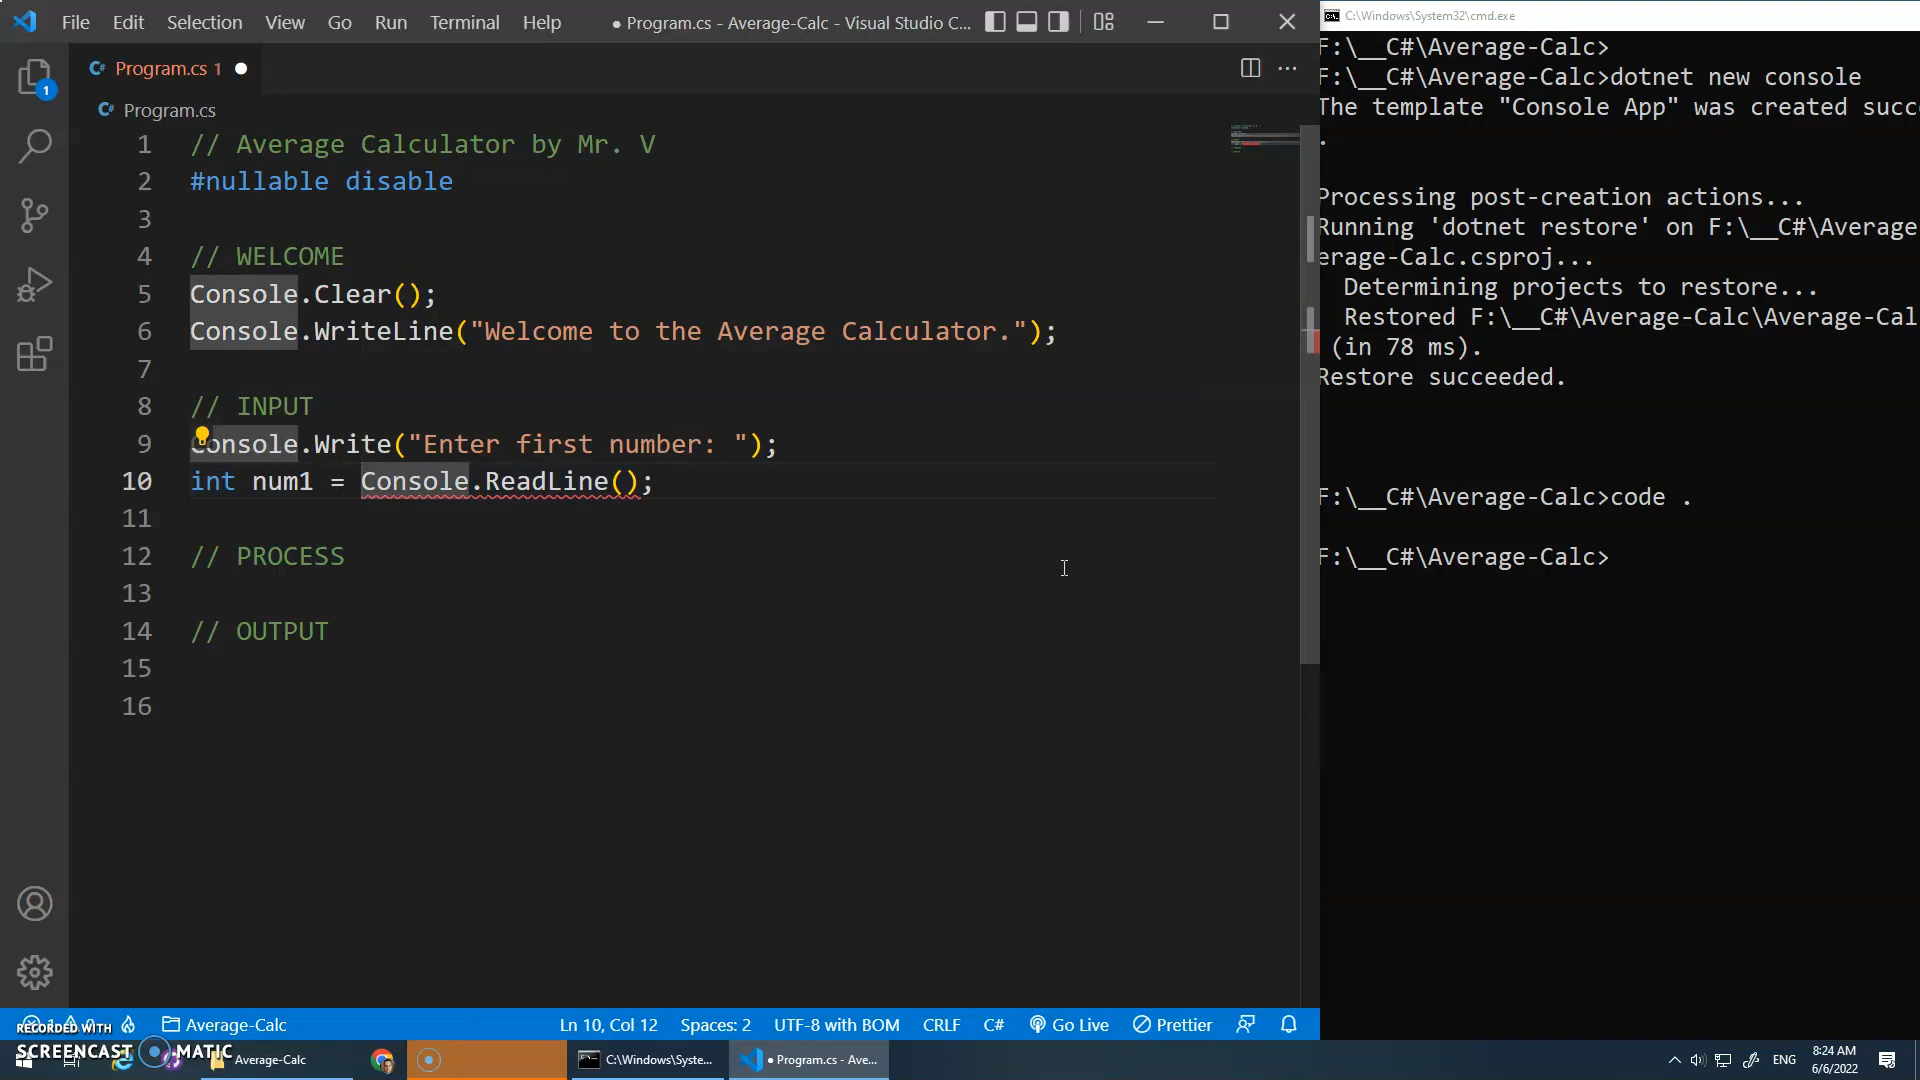 File Edit Selection View Go Run Terminal Help ● Program.cs - Average-Calc - Visual Studio C...
Program.cs 1 ●
Program.cs
1 // Average Calculator by Mr. V
2 #nullable disable
3
4 // WELCOME
5 Console.Clear();
6 Console.WriteLine("Welcome to the Average Calculator.");
7
8 // INPUT
9 Console.Write("Enter first number: ");
10 int num1 = Console.ReadLine();
11
12 // PROCESS
13
14 // OUTPUT
15
16
1
Average-Calc Ln 10, Col 12 Spaces: 2 UTF-8 with BOM CRLF C# Go Live Prettier
C:\Windows\System32\cmd.exe
F:\__C#\Average-Calc>
F:\__C#\Average-Calc>dotnet new console
The template "Console App" was created succe
.
Processing post-creation actions...
Running 'dotnet restore' on F:\__C#\Average
erage-Calc.csproj...
Determining projects to restore...
Restored F:\__C#\Average-Calc\Average-Cal
(in 78 ms).
Restore succeeded.
F:\__C#\Average-Calc>code .
F:\__C#\Average-Calc>
RECORDED WITH
SCREENCAST MATIC
Average-Calc C:\Windows\Syste... ● Program.cs - Ave... ENG 8:24 AM
6/6/2022